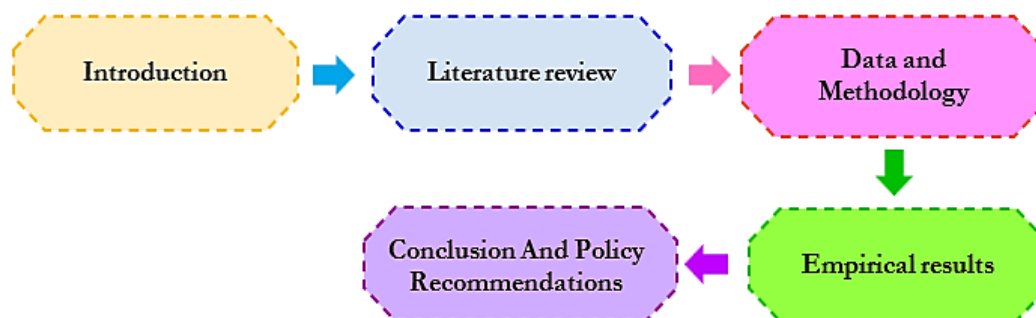 Introduction
Literature review
Data and
Methodology
Empirical results
Conclusion And Policy
Recommendations